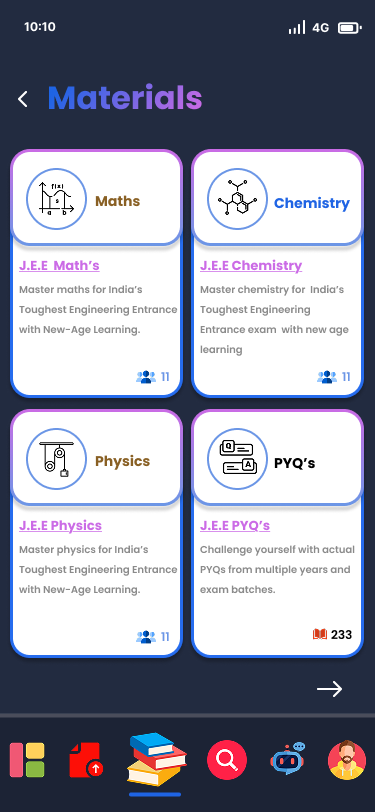 10:10
4G
Materials
f(x)
s
a b
Maths
Chemistry
J.E.E Math's
Master maths for India's
Toughest Engineering Entrance
with New-Age Learning.
11
J.E.E Chemistry
Master chemistry for India's
Toughest Engineering
Entrance exam with new age
learning
11
Physics
Q
A
PYQ's
J.E.E Physics
Master physics for India's
Toughest Engineering Entrance
with New-Age Learning.
11
J.E.E PYQ's
Challenge yourself with actual
PYQs from multiple years and
exam batches.
233